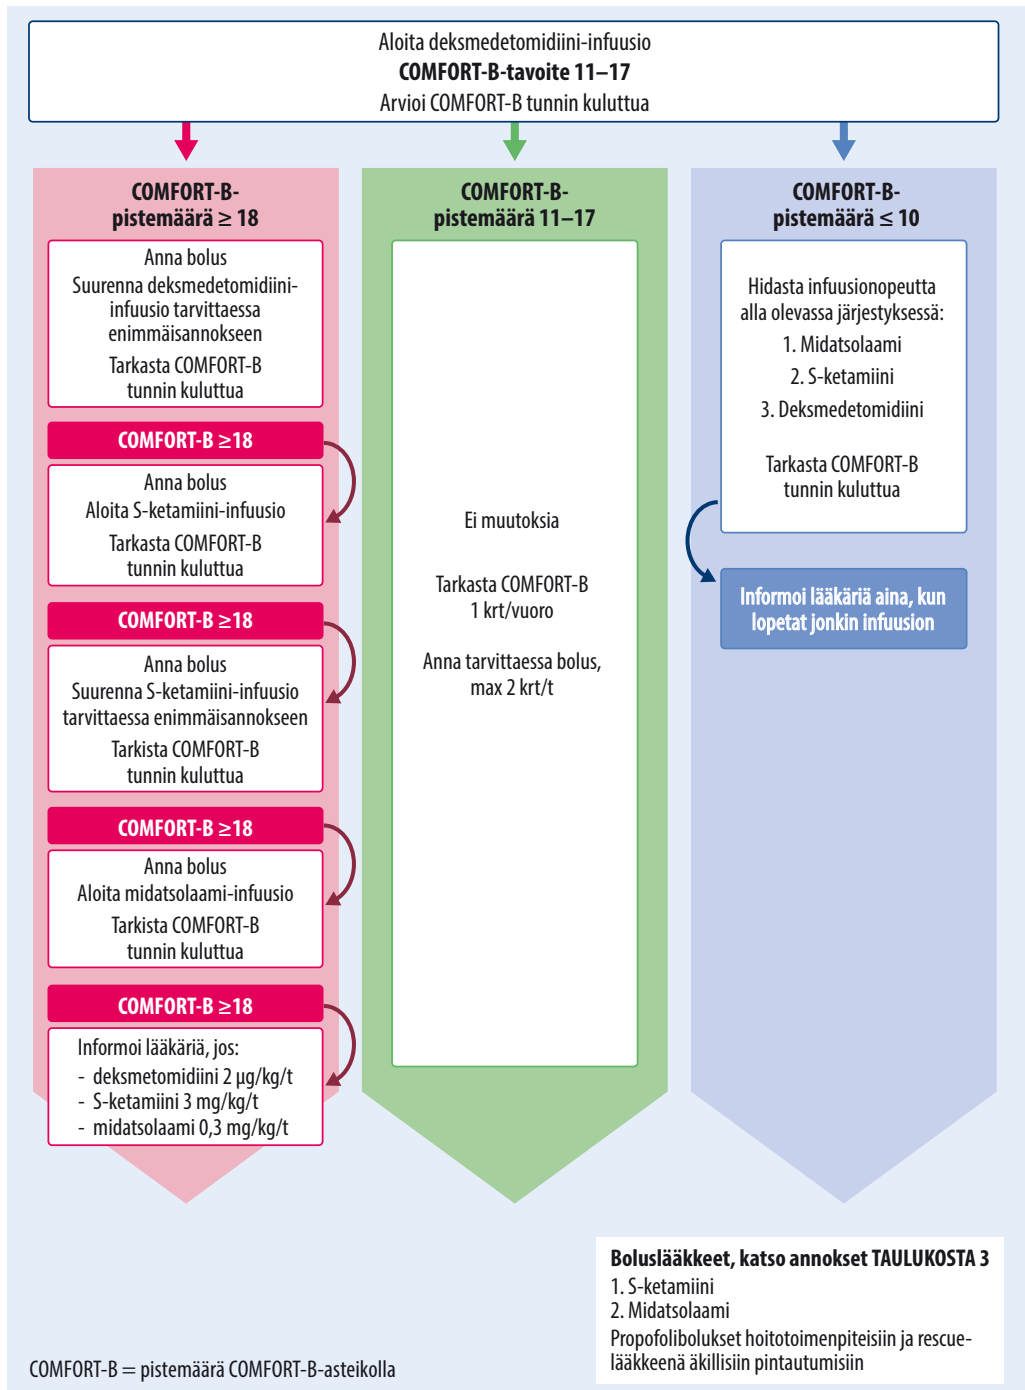 Aloita deksmedetomidiini-infuusio
COMFORT-B-tavoite 11–17
Arvioi COMFORT-B tunnin kuluttua
COMFORT-B-
pistemäärä ≥ 18
Anna bolus
Suurenna deksmedetomidiini-
infuusio tarvittaessa
enimmäisannokseen
Tarkasta COMFORT-B
tunnin kuluttua
COMFORT-B ≥18
Anna bolus
Aloita S-ketamiini-infuusio
Tarkasta COMFORT-B
tunnin kuluttua
COMFORT-B ≥18
Anna bolus
Suurenna S-ketamiini-infuusio
tarvittaessa enimmäisannokseen
Tarkista COMFORT-B
tunnin kuluttua
COMFORT-B ≥18
Anna bolus
Aloita midatsolaami-infuusio
Tarkista COMFORT-B
tunnin kuluttua
COMFORT-B ≥18
Informoi lääkäriä, jos:
- deksmetomidiini 2 µg/kg/t
- S-ketamiini 3 mg/kg/t
- midatsolaami 0,3 mg/kg/t
COMFORT-B-
pistemäärä 11–17
Ei muutoksia
Tarkasta COMFORT-B
1 krt/vuoro
Anna tarvittaessa bolus,
max 2 krt/t
COMFORT-B-
pistemäärä ≤ 10
Hidasta infuusionopeutta
alla olevassa järjestyksessä:
1. Midatsolaami
2. S-ketamiini
3. Deksmedetomidiini
Tarkasta COMFORT-B
tunnin kuluttua
Informoi lääkäriä aina, kun
lopetat jonkin infuusion
Boluslääkkeet, katso annokset TAULUKOSTA 3
1. S-ketamiini
2. Midatsolaami
Propofolibolukset hoitotoimenpiteisiin ja rescue-
lääkkeenä äkillisiin pintautumisiin
COMFORT-B = pistemäärä COMFORT-B-asteikolla